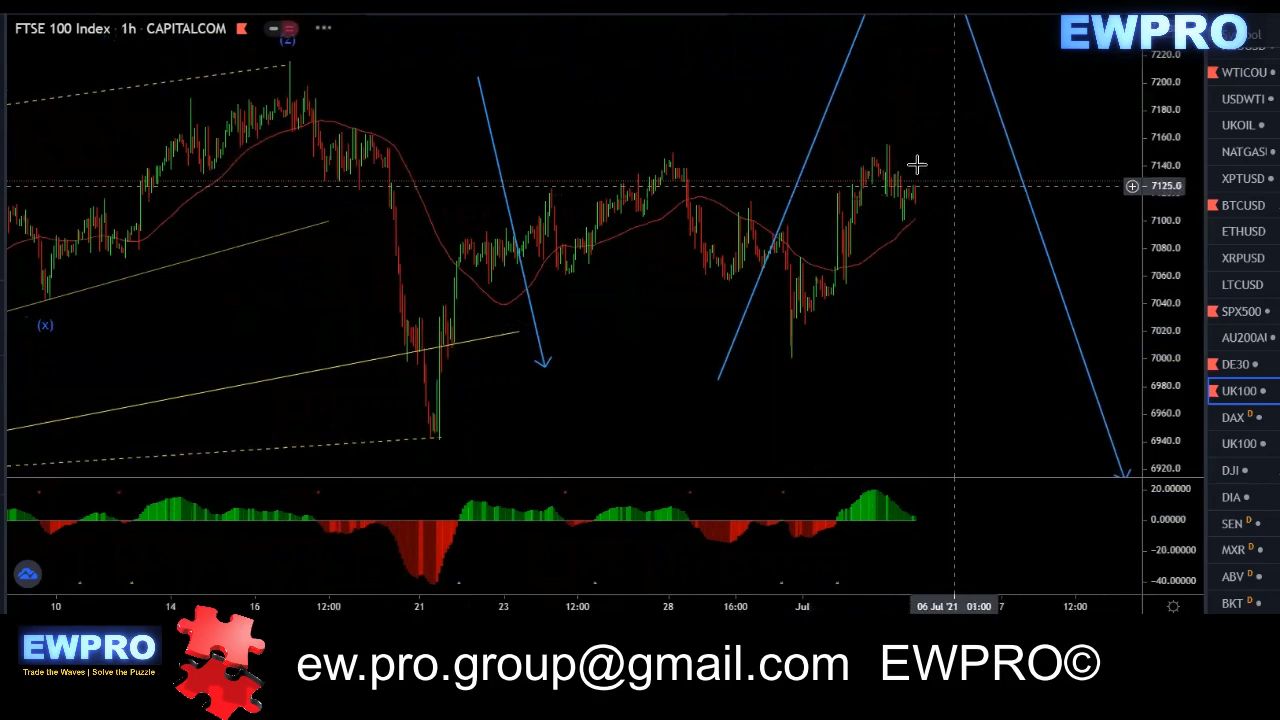 FTSE 100 Index · 1h · CAPITALCOM
EWPRO
(z)
(x)
7220.0
7200.0
7180.0
7160.0
7140.0
7125.0
7100.0
7080.0
7060.0
7040.0
7020.0
7000.0
6980.0
6960.0
6940.0
6920.0
20.00000
0.00000
-20.00000
-40.00000
WTICOU
USDWTI
UKOIL
NATGAS
XPTUSD
BTCUSD
ETHUSD
XRPUSD
LTCUSD
SPX500
AU200AI
DE30
UK100
DAX D
UK100
DJI
DIA
SEN D
MXR D
ABV D
BKT D
10 14 16 12:00 21 23 12:00 28 16:00 Jul 06 Jul '21 01:00 7 12:00
EWPRO
Trade the Waves | Solve the Puzzle
ew.pro.group@gmail.com EWPRO©